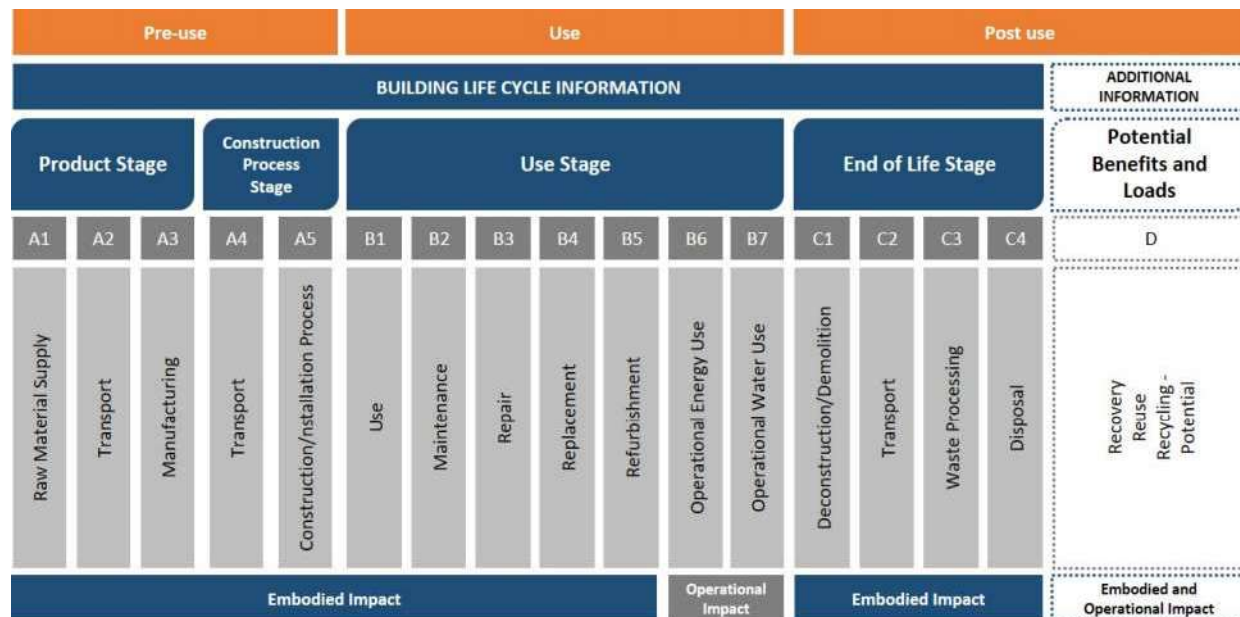 Pre-use
Use
Post use
BUILDING LIFE CYCLE INFORMATION
ADDITIONAL
INFORMATION
Product Stage
Construction
Process
Stage
Use Stage
End of Life Stage
Potential
Benefits and
Loads
A1
A2
A3
A4
A5
B1
B2
B3
B4
B5
B6
B7
C1
C2
C3
C4
D
Raw Material Supply
Transport
Manufacturing
Transport
Construction/nstallation Process
Use
Maintenance
Repair
Replacement
Refurbishment
Operational Energy Use
Operational Water Use
Deconstruction/Demolition
Transport
Waste Processing
Disposal
Recovery
Reuse
Recycling -
Potential
Embodied Impact
Operational
Impact
Embodied Impact
Embodied and
Operational Impact